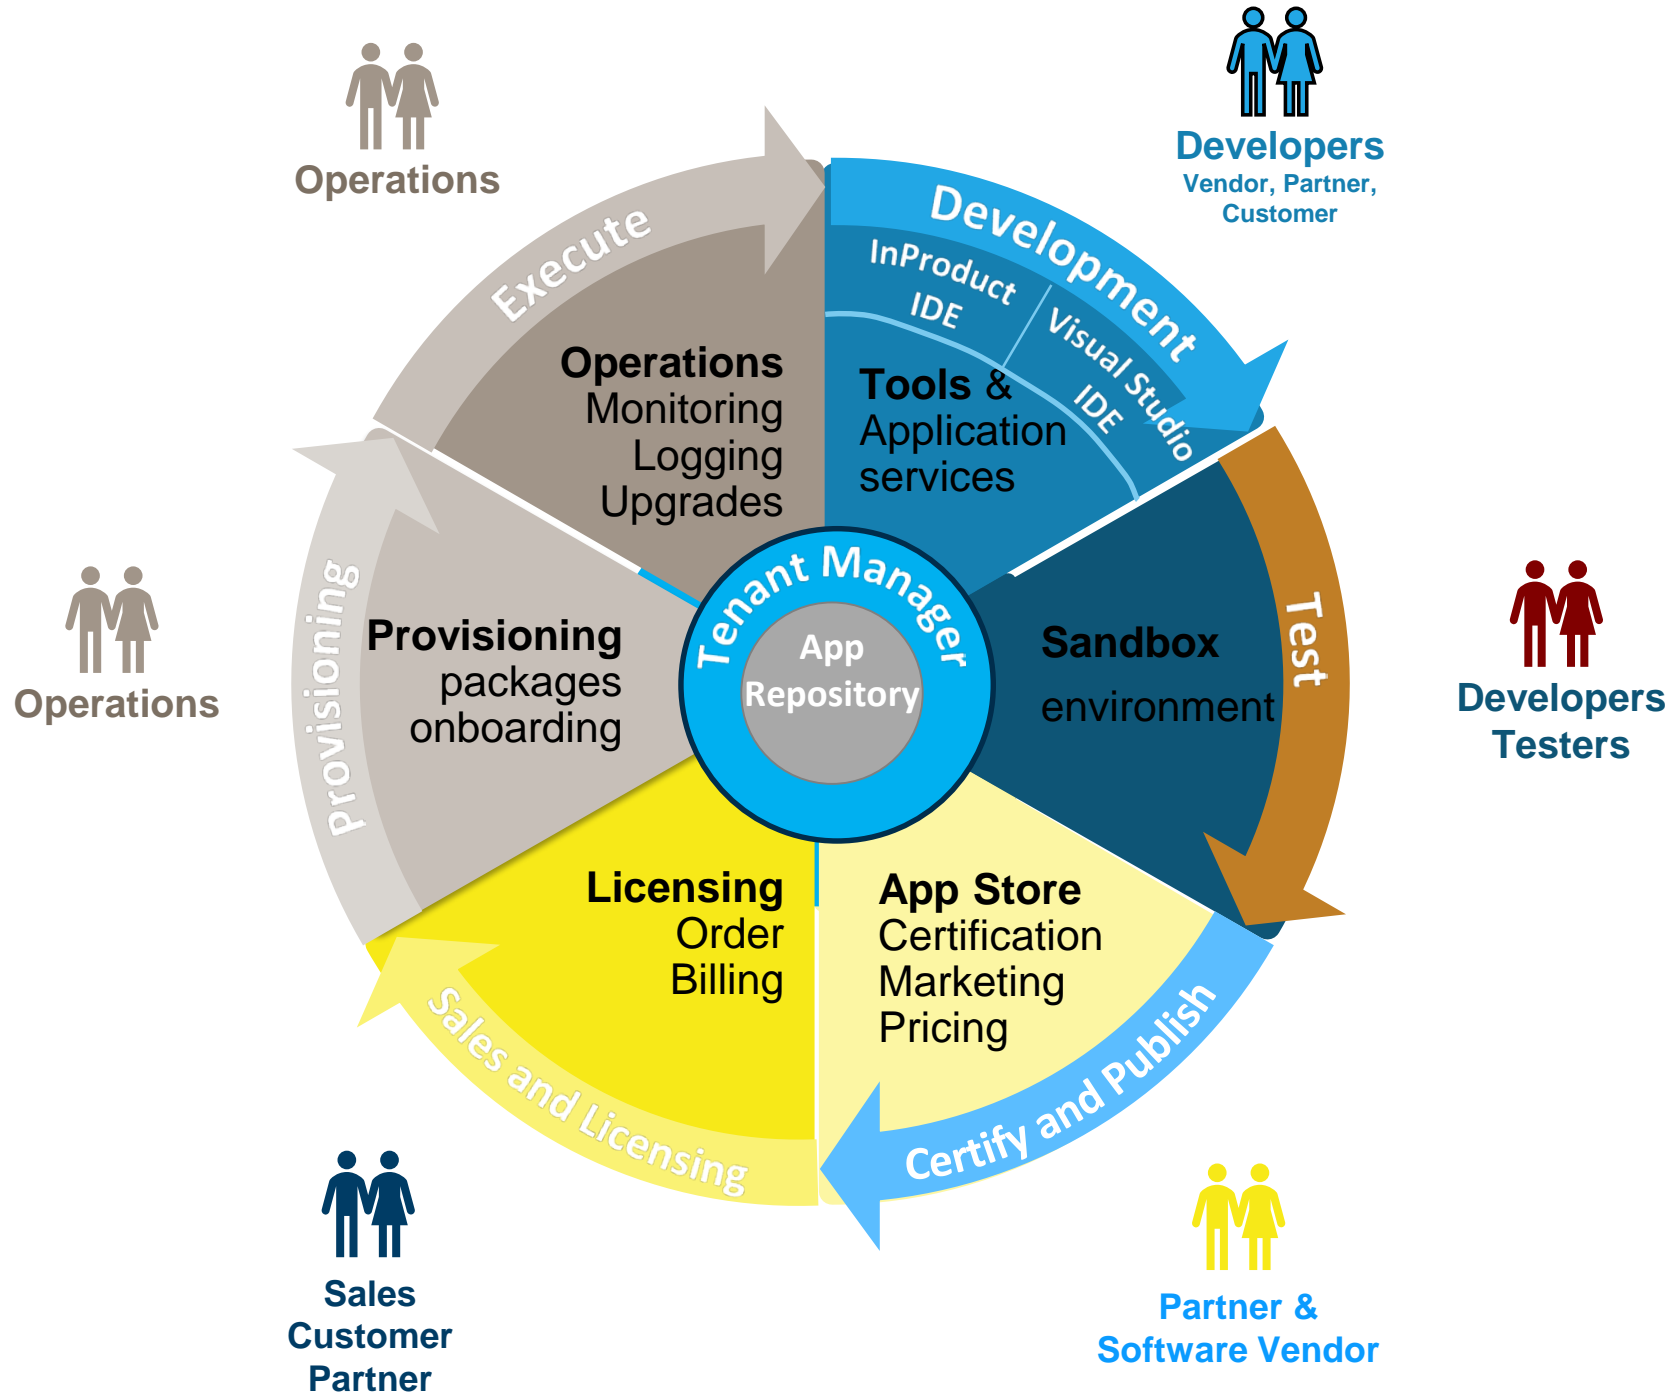 Operations
Developers
Vendor, Partner,
Customer
Execute
Development
InProduct
IDE
Visual Studio
IDE
Operations
Monitoring
Logging
Upgrades
Tools &
Application
services
Tenant Manager
App
Repository
Provisioning
Provisioning
packages
onboarding
Operations
Sandbox
environment
Test
Developers
Testers
Licensing
Order
Billing
App Store
Certification
Marketing
Pricing
Sales and Licensing
Certify and Publish
Sales
Customer
Partner
Partner &
Software Vendor